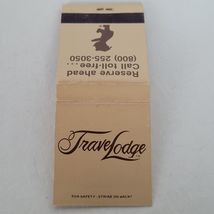 Reserve ahead
Call toll-free...
(800) 255-3050
TraveLodge
FOR SAFETY · STRIKE ON BACK